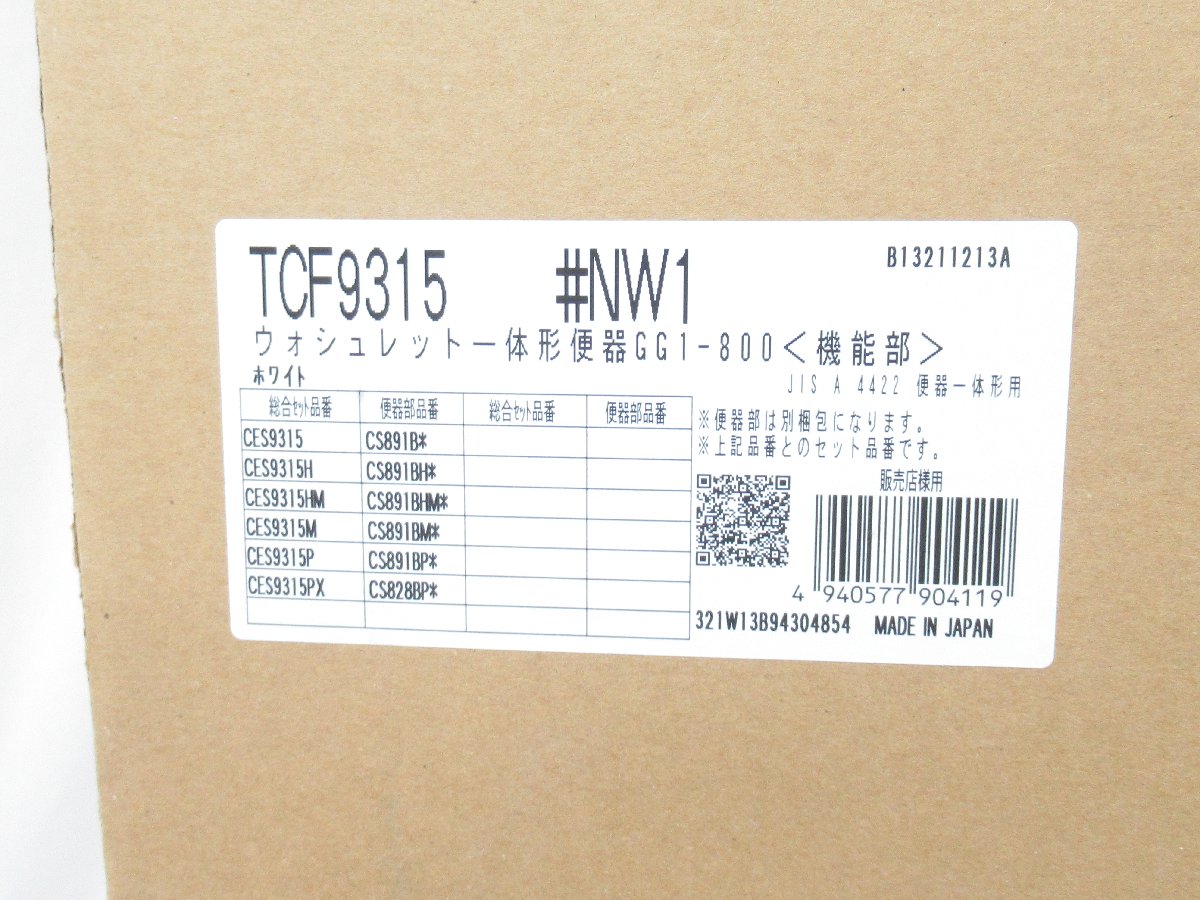 TCF9315 #NW1 B13211213A
ウォシュレット一体形便器GG1-800<機能部>
ホワイト JIS A 4422 便器一体形用
総合ｾｯﾄ品番 便器部品番 総合ｾｯﾄ品番 便器部品番
CES9315 CS891B*
CES9315H CS891BH*
CES9315HM CS891BHM*
CES9315M CS891BM*
CES9315P CS891BP*
CES9315PX CS828BP*
※便器部は別梱包になります。
※上記品番とのセット品番です。
販売店様用
4 940577 904119
321W13B94304854 MADE IN JAPAN